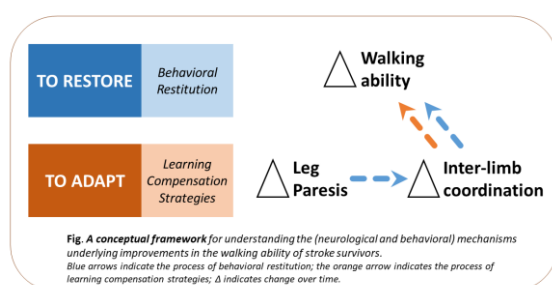 TO RESTORE
Behavioral
Restitution
TO ADAPT
Learning
Compensation
Strategies
△ Walking
ability
△ Leg
Paresis
△ Inter-limb
coordination
Fig. A conceptual framework for understanding the (neurological and behavioral) mechanisms
underlying improvements in the walking ability of stroke survivors.
Blue arrows indicate the process of behavioral restitution; the orange arrow indicates the process of
learning compensation strategies; Δ indicates change over time.